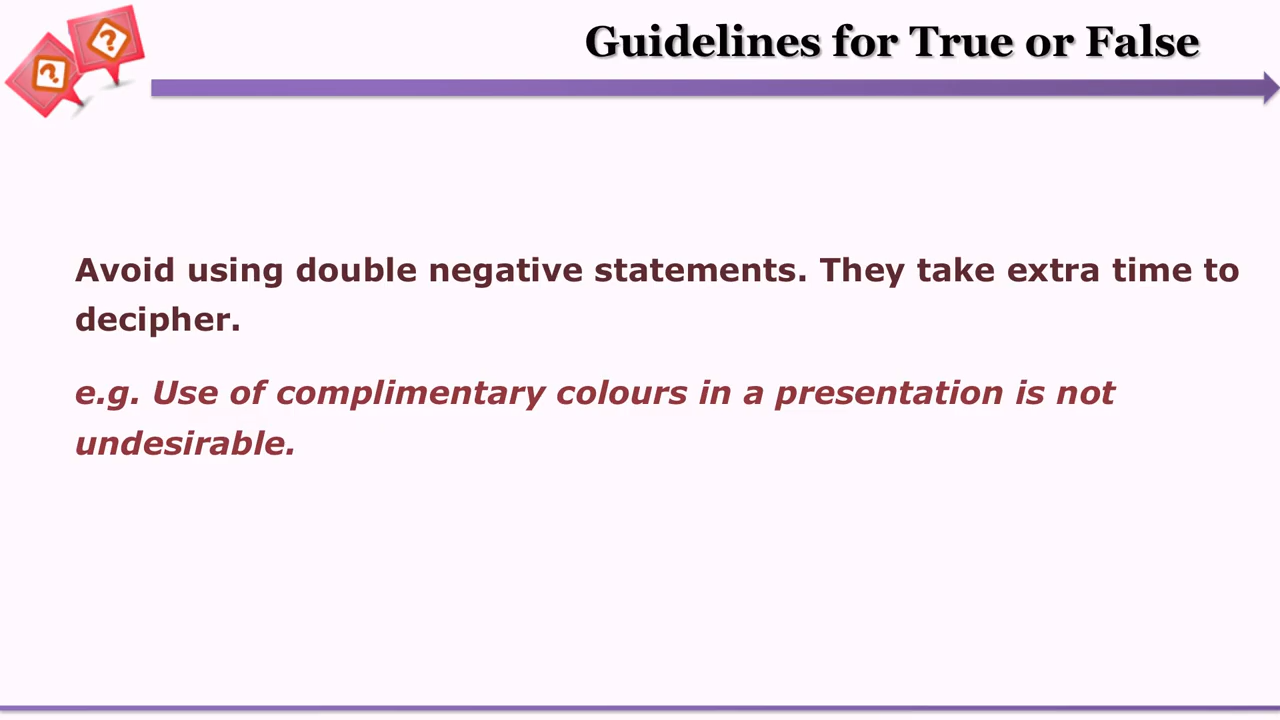 Guidelines for True or False
Avoid using double negative statements. They take extra time to
decipher.
e.g. Use of complimentary colours in a presentation is not
undesirable.